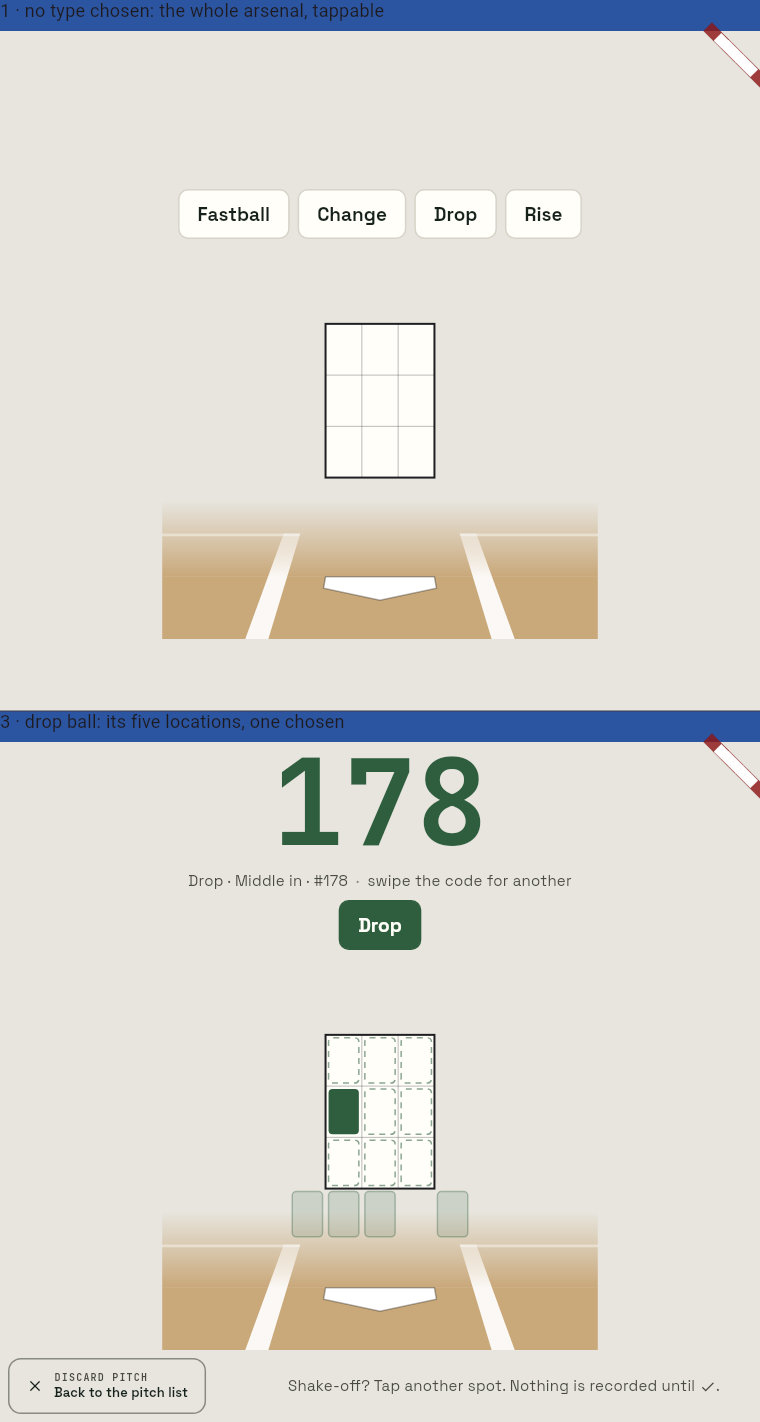 1 · no type chosen: the whole arsenal, tappable
Fastball Change Drop Rise
3 · drop ball: its five locations, one chosen
178
Drop · Middle in · #178 · swipe the code for another
Drop
DISCARD PITCH
Back to the pitch list
Shake-off? Tap another spot. Nothing is recorded until ✓.